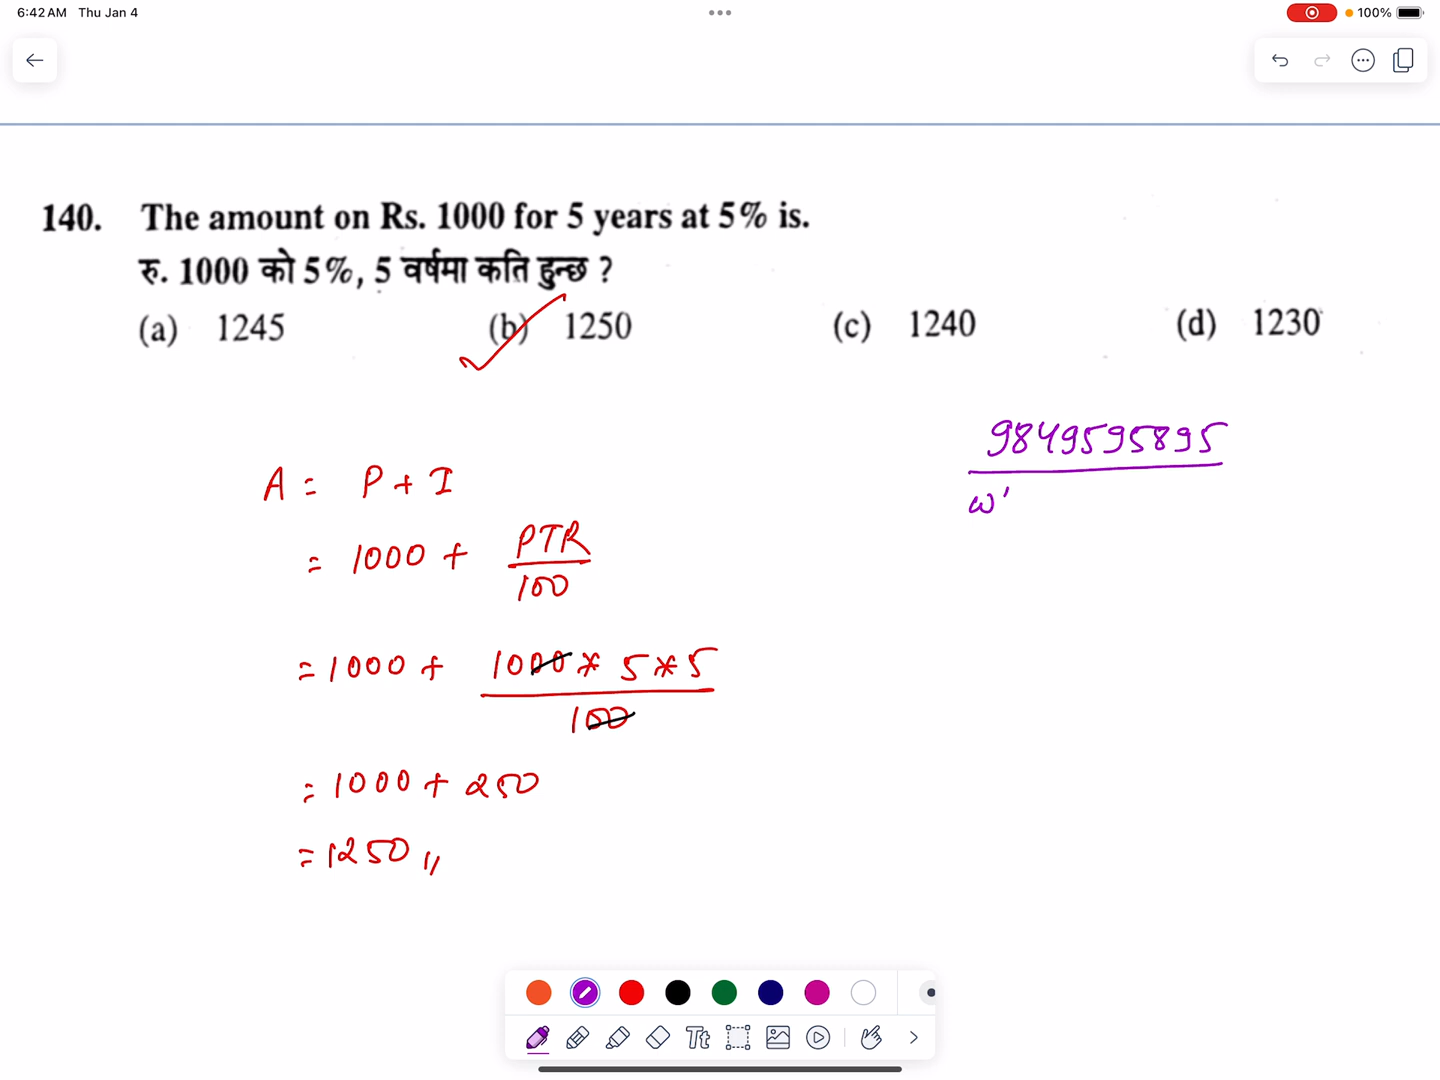 6:42 AM Thu Jan 4
100%
140. The amount on Rs. 1000 for 5 years at 5% is.
रु. 1000 को 5%, 5 वर्षमा कति हुन्छ ?
(a) 1245 (b) 1250 (c) 1240 (d) 1230
9849595895
A = P + I
= 1000 + PTR
100
= 1000 + 1000 * 5 * 5
100
= 1000 + 250
= 1250 "
Tt